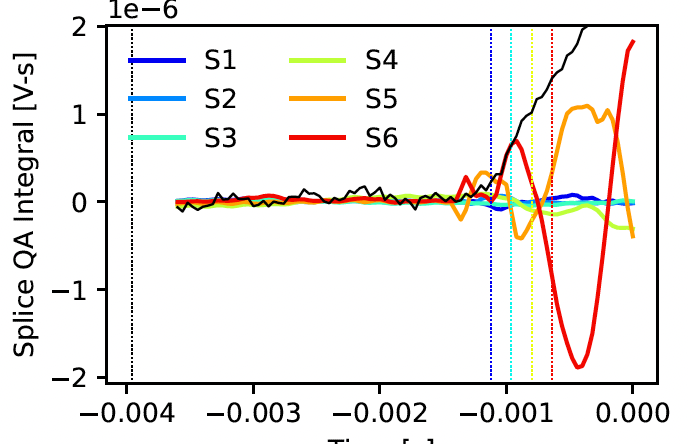 1e−6
2
1
0
−1
−2
Splice QA Integral [V-s]
S1 S4
S2 S5
S3 S6
−0.004 −0.003 −0.002 −0.001 0.000
Time [s]